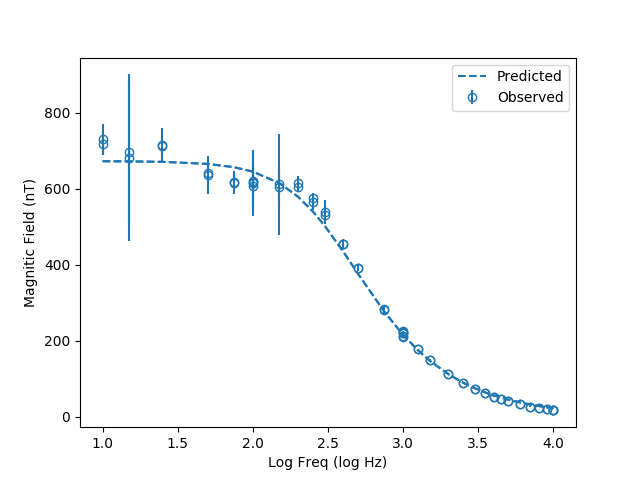 Predicted
Observed
800
600
400
200
0
Magnitic Field (nT)
1.0 1.5 2.0 2.5 3.0 3.5 4.0
Log Freq (log Hz)